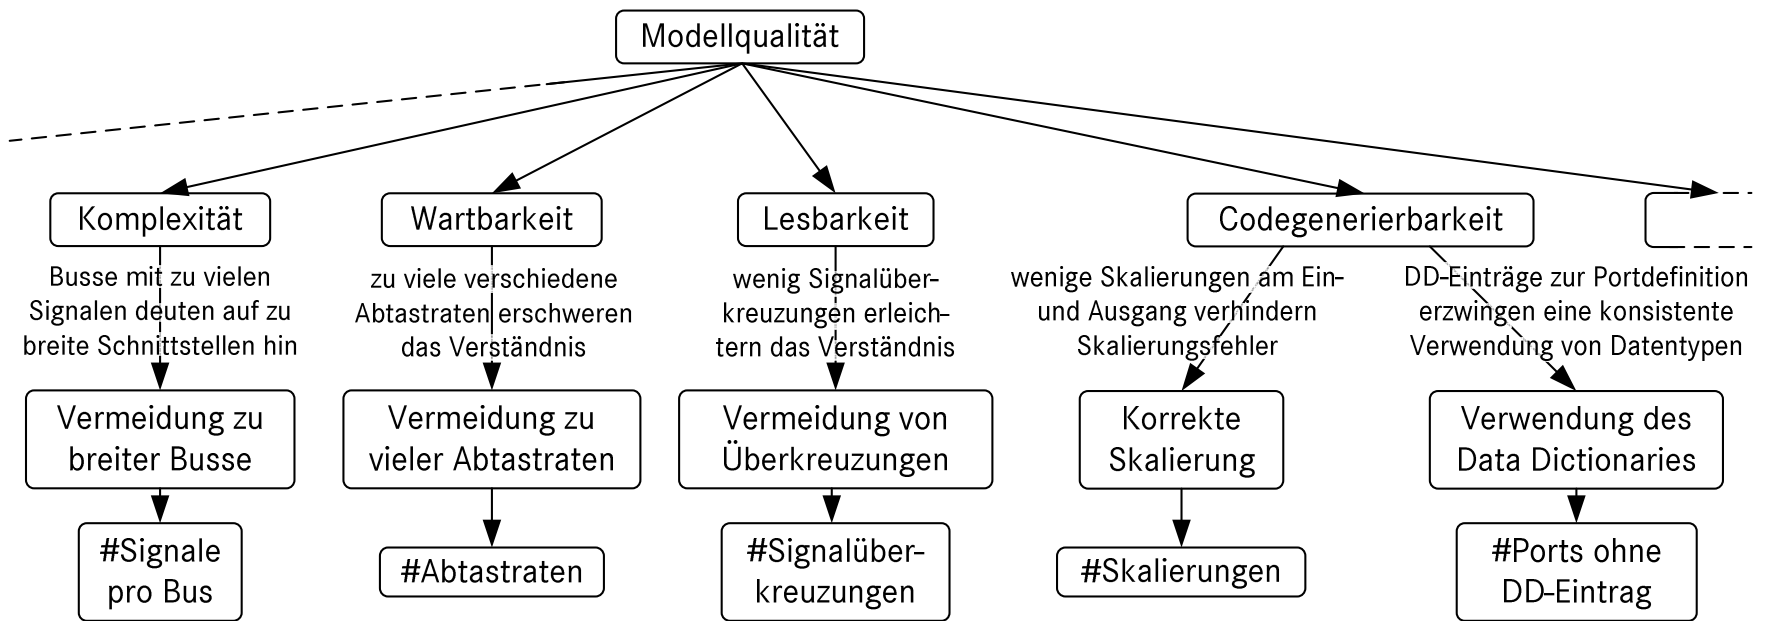 Modellqualität
Komplexität
Wartbarkeit
Lesbarkeit
Codegenerierbarkeit
Busse mit zu vielen
Signalen deuten auf zu
breite Schnittstellen hin
zu viele verschiedene
Abtastraten erschweren
das Verständnis
wenig Signalüber-
kreuzungen erleich-
tern das Verständnis
wenige Skalierungen am Ein-
und Ausgang verhindern
Skalierungsfehler
DD-Einträge zur Portdefinition
erzwingen eine konsistente
Verwendung von Datentypen
Vermeidung zu
breiter Busse
Vermeidung zu
vieler Abtastraten
Vermeidung von
Überkreuzungen
Korrekte
Skalierung
Verwendung des
Data Dictionaries
#Signale
pro Bus
#Abtastraten
#Signalüber-
kreuzungen
#Skalierungen
#Ports ohne
DD-Eintrag